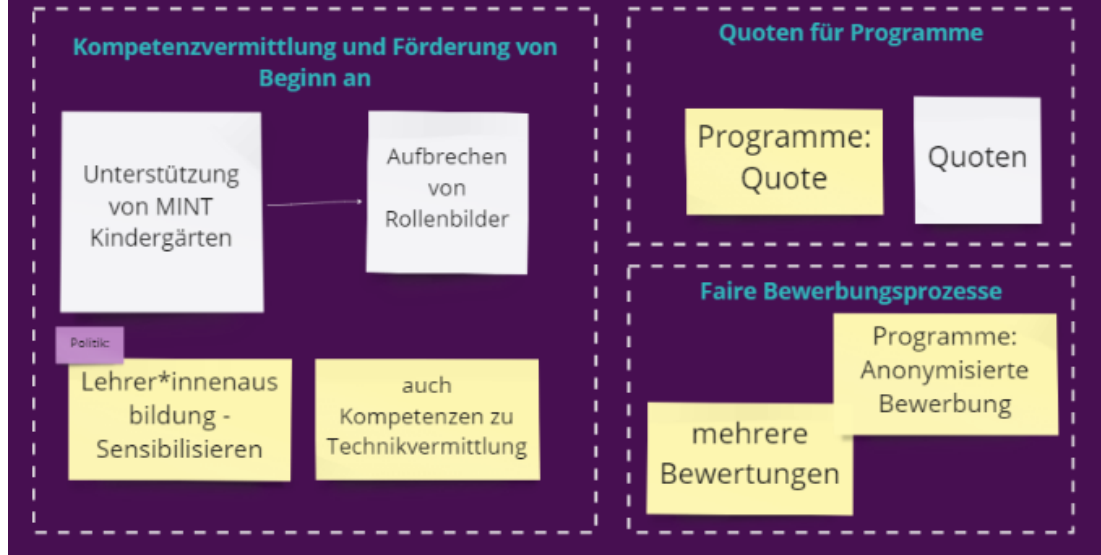 Kompetenzvermittlung und Förderung von
Beginn an
Unterstützung
von MINT
Kindergärten
Aufbrechen
von
Rollenbilder
Politik:
Lehrer*innenaus
bildung -
Sensibilisieren
auch
Kompetenzen zu
Technikvermittlung
Quoten für Programme
Programme:
Quote
Quoten
Faire Bewerbungsprozesse
Programme:
Anonymisierte
Bewerbung
mehrere
Bewertungen